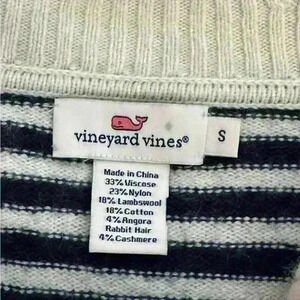 vineyard vines® S
Made in China
33% Viscose
23% Nylon
18% Lambswool
18% Cotton
4% Angora
Rabbit Hair
4% Cashmere